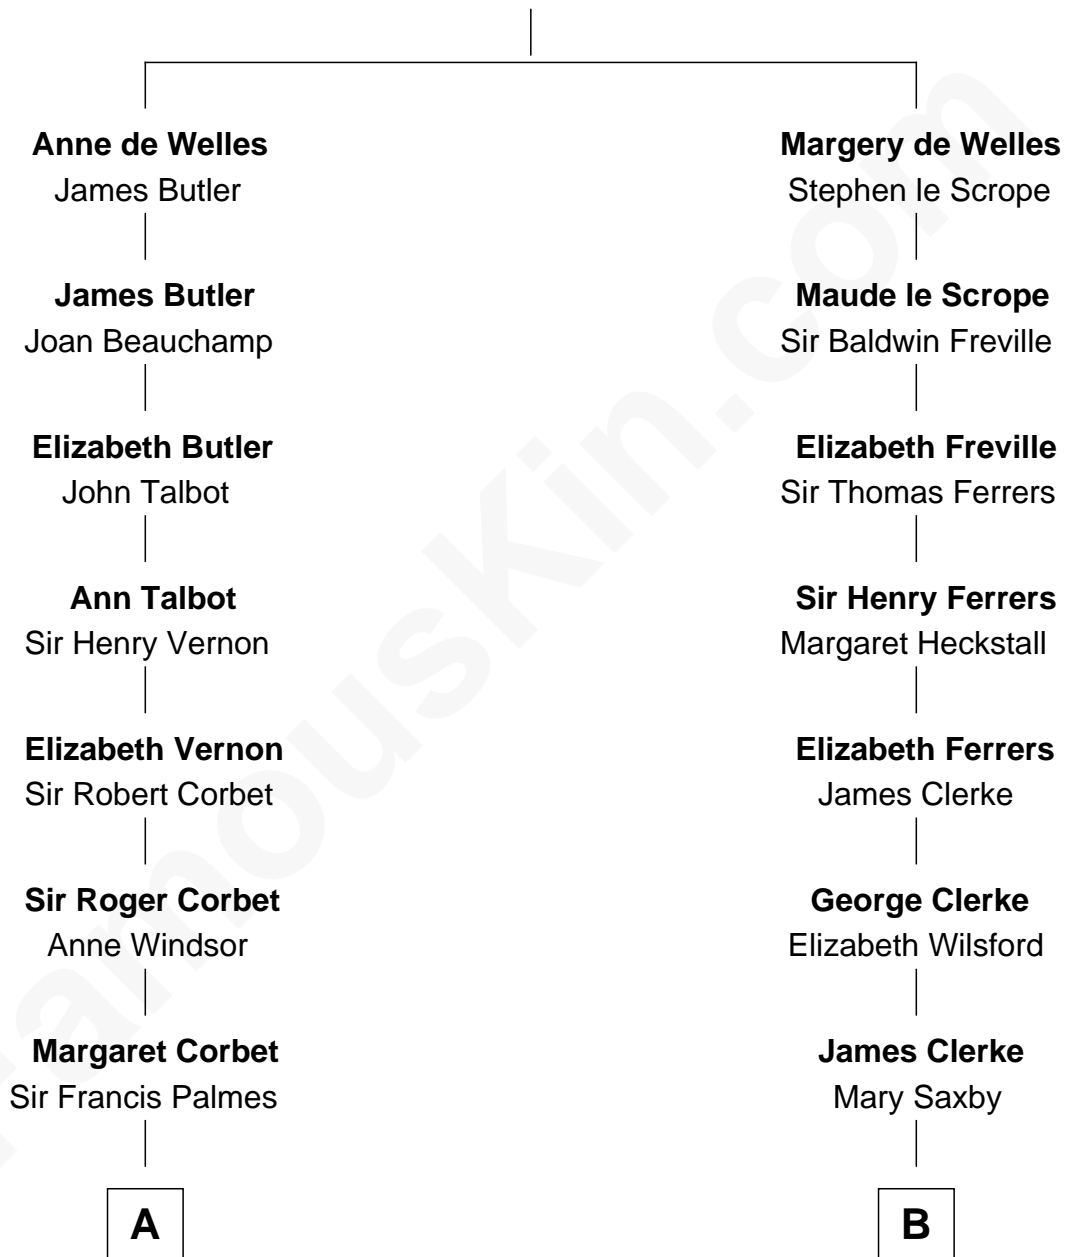 Anne de Welles
James Butler
James Butler
Joan Beauchamp
Elizabeth Butler
John Talbot
Ann Talbot
Sir Henry Vernon
Elizabeth Vernon
Sir Robert Corbet
Sir Roger Corbet
Anne Windsor
Margaret Corbet
Sir Francis Palmes
A
Margery de Welles
Stephen le Scrope
Maude le Scrope
Sir Baldwin Freville
Elizabeth Freville
Sir Thomas Ferrers
Sir Henry Ferrers
Margaret Heckstall
Elizabeth Ferrers
James Clerke
George Clerke
Elizabeth Wilsford
James Clerke
Mary Saxby
B
famouskin.com